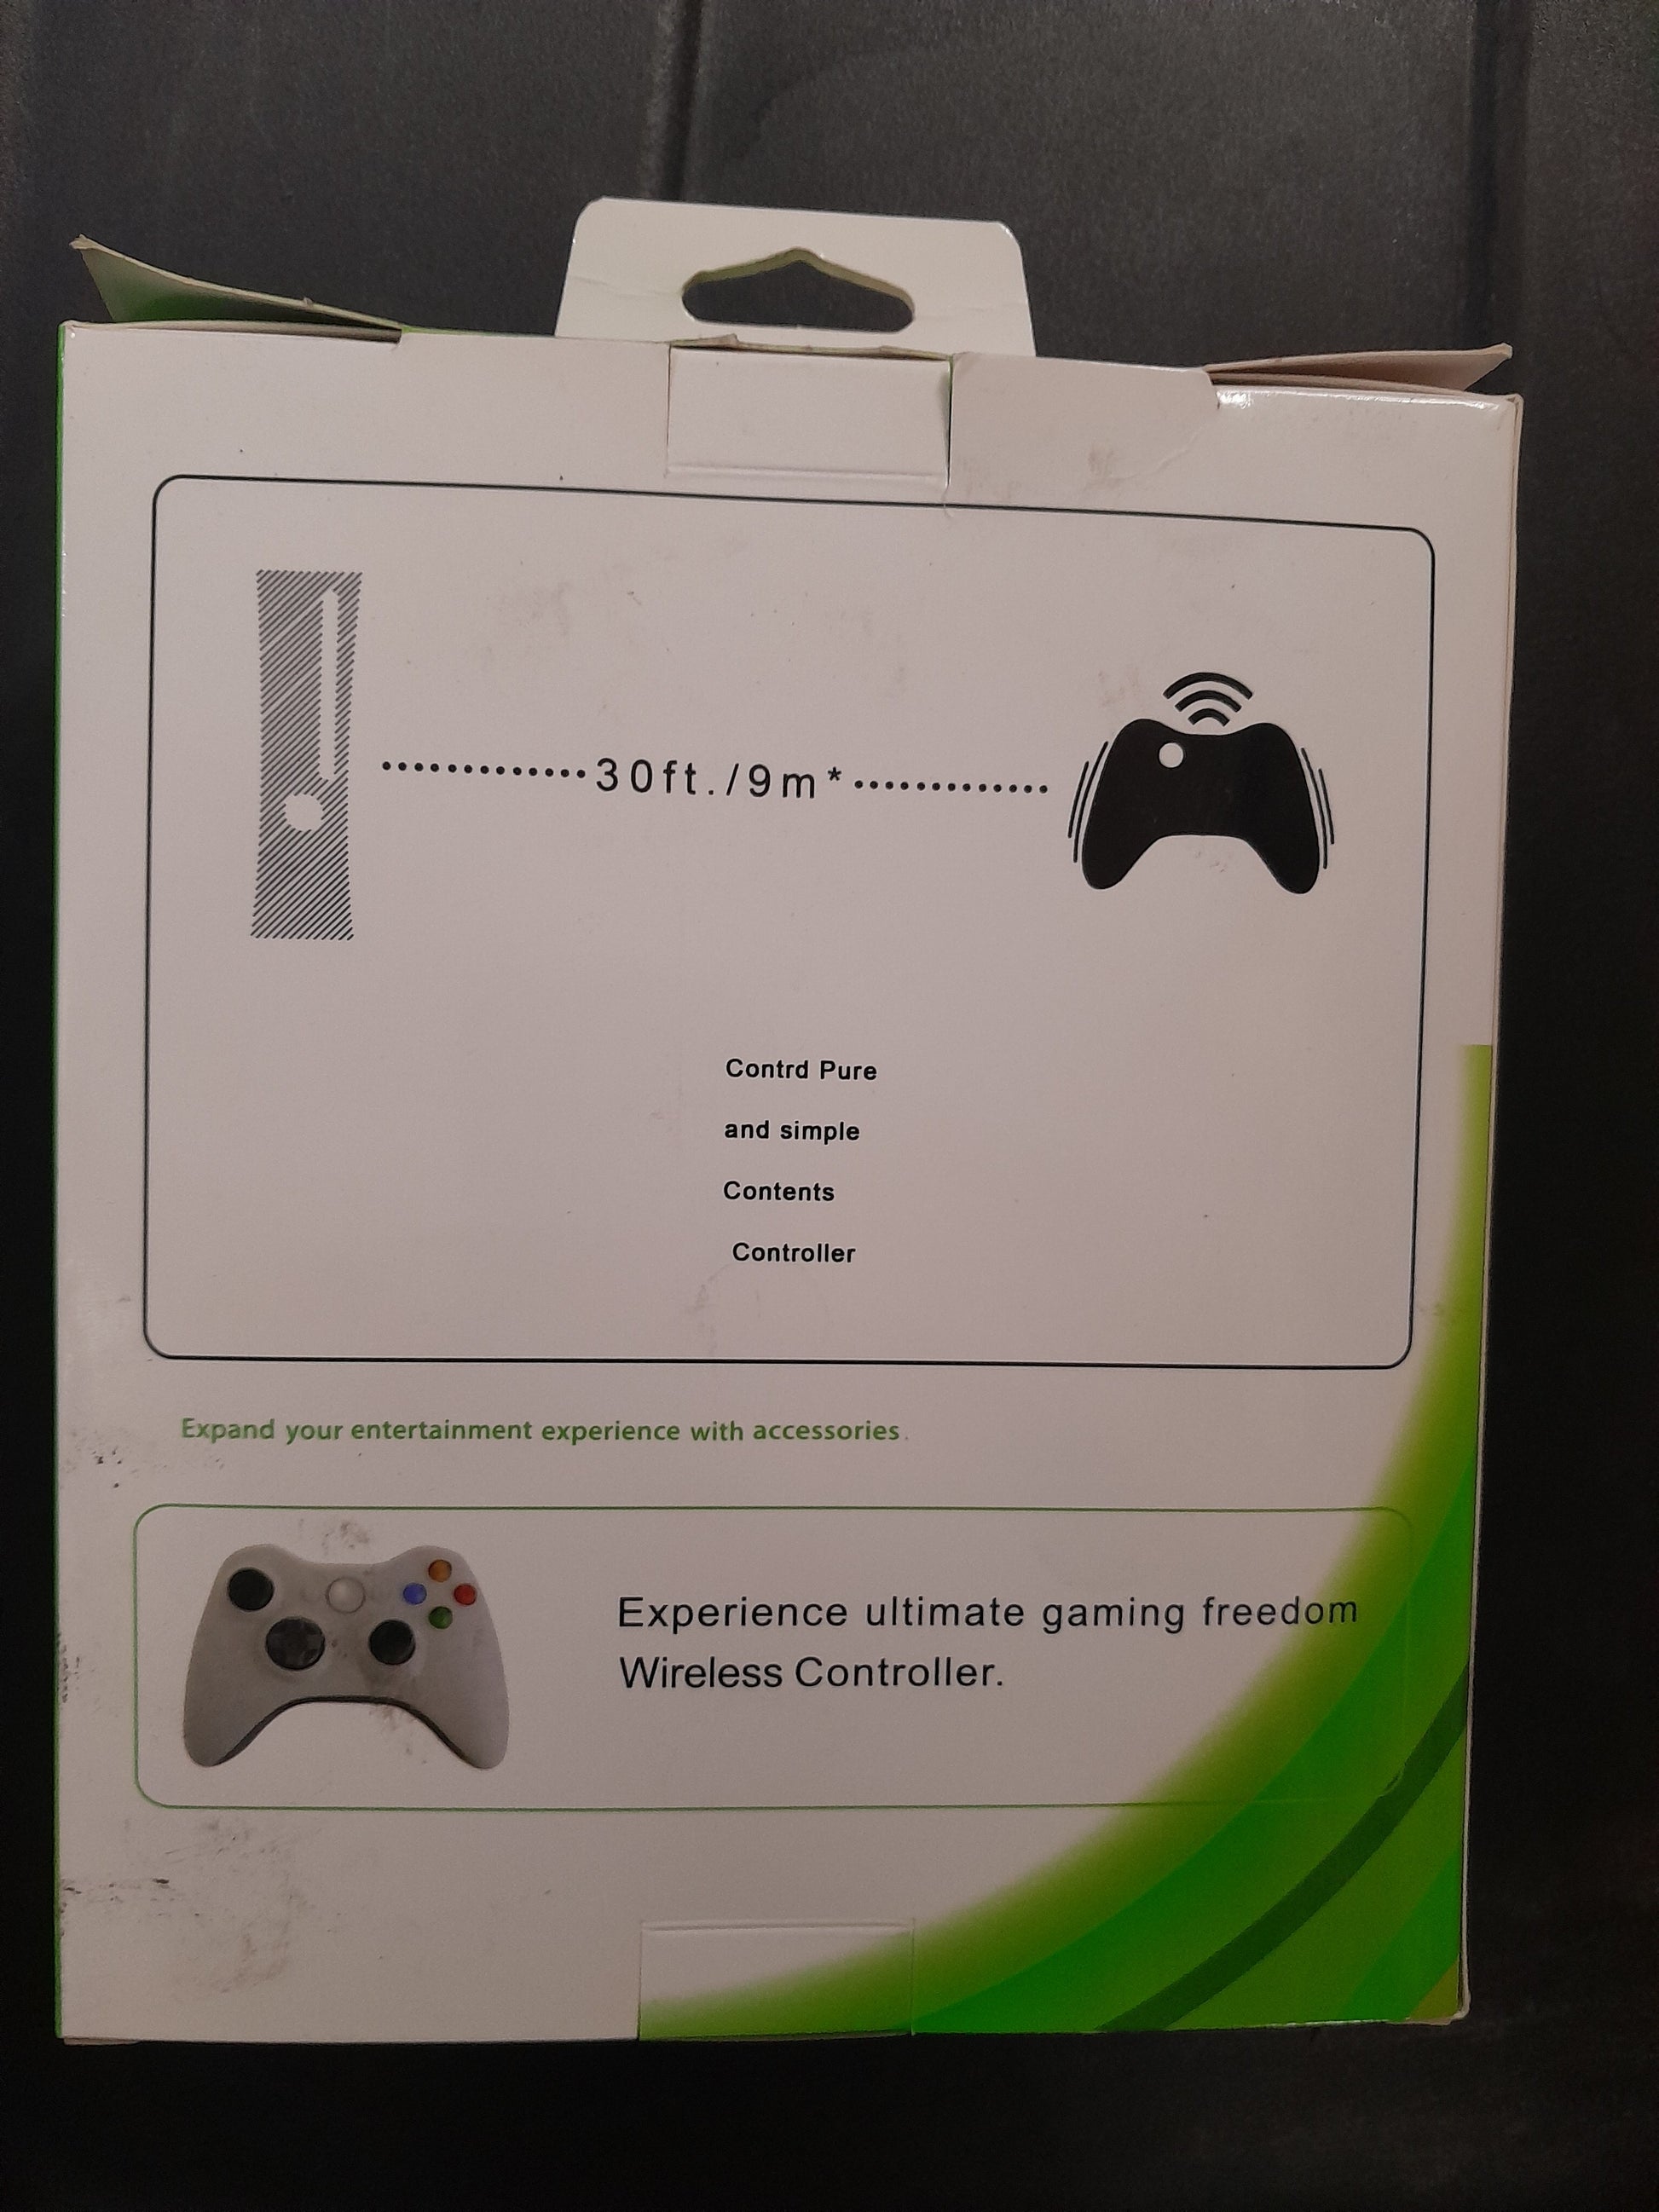 30ft./9m*
Contrd Pure
and simple
Contents
Controller
Expand your entertainment experience with accessories.
Experience ultimate gaming freedom
Wireless Controller.